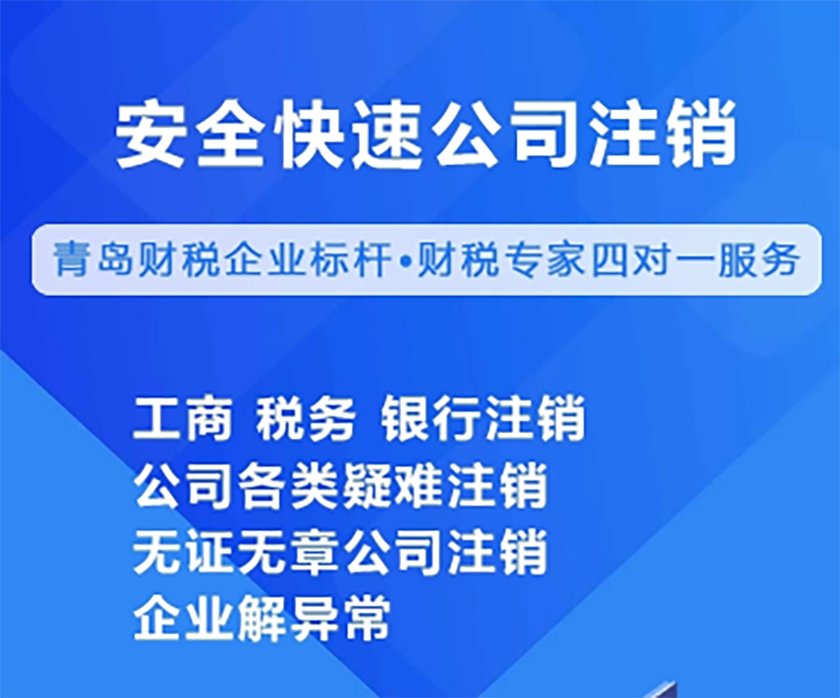 安全快速公司注销
青岛财税企业标杆•财税专家四对一服务
工商 税务 银行注销
公司各类疑难注销
无证无章公司注销
企业解异常